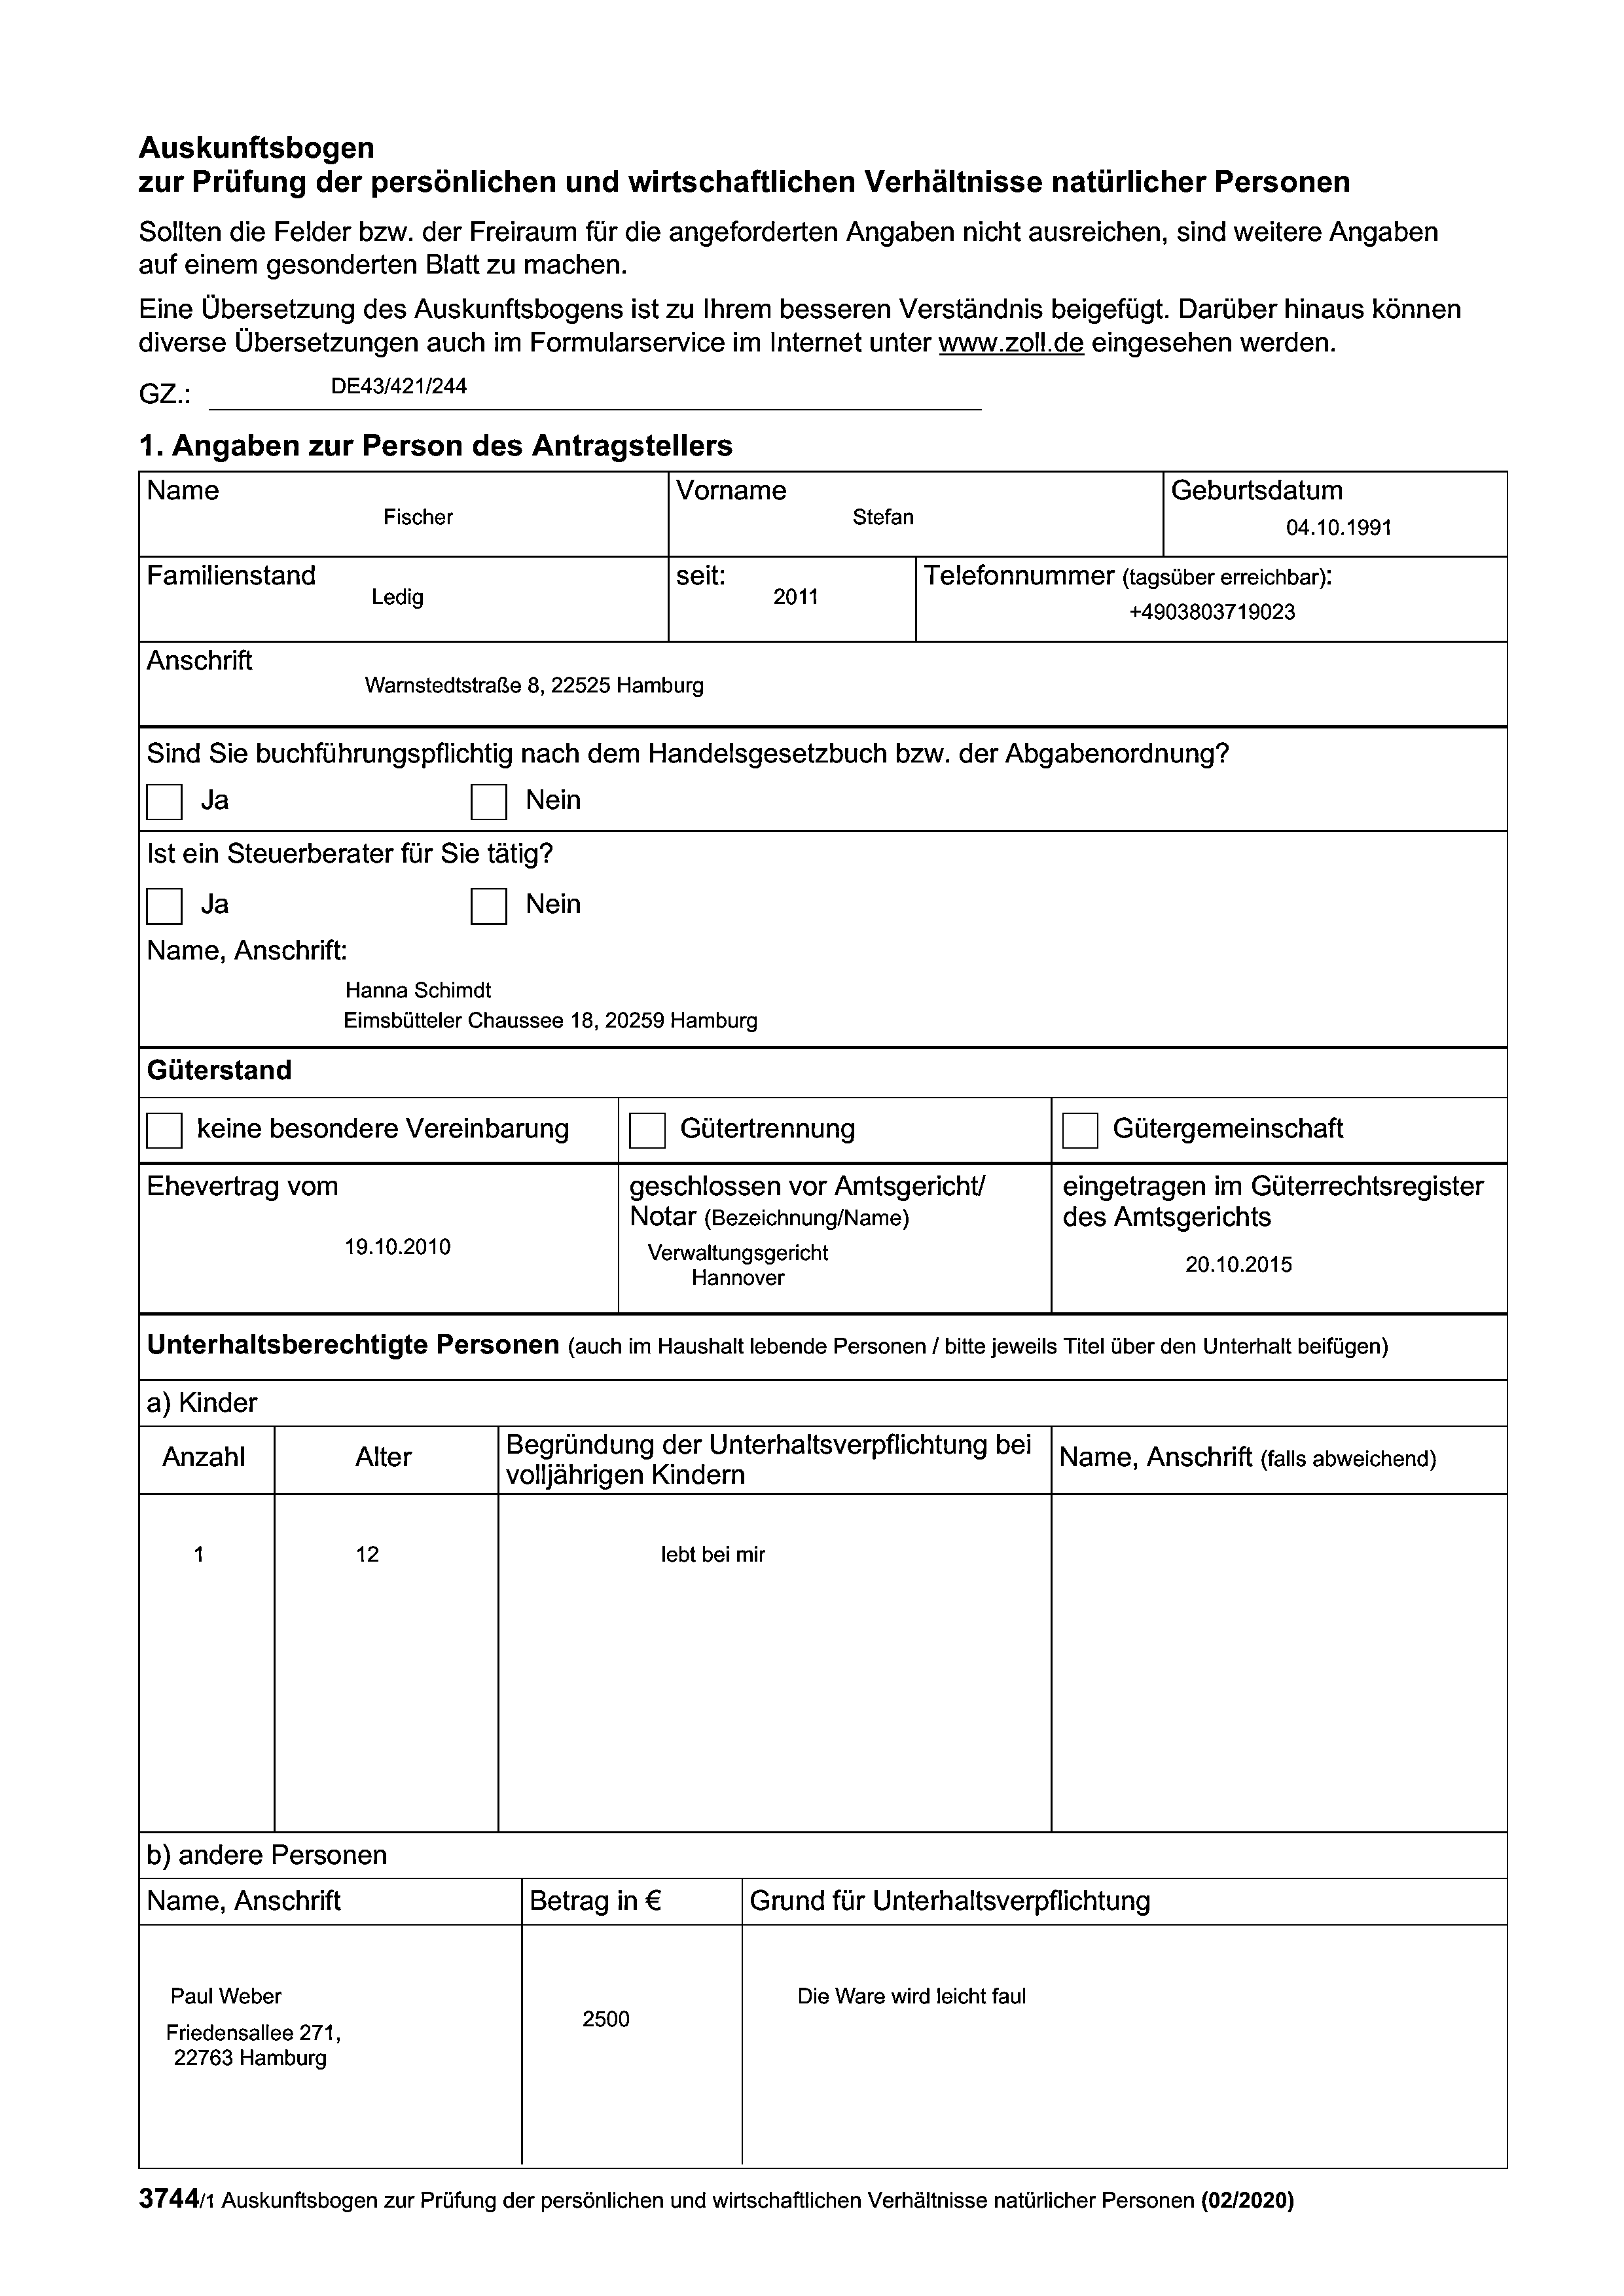 Auskunftsbogen
zur Prüfung der persönlichen und wirtschaftlichen Verhältnisse natürlicher Personen
Sollten die Felder bzw. der Freiraum für die angeforderten Angaben nicht ausreichen, sind weitere Angaben
auf einem gesonderten Blatt zu machen.
Eine Übersetzung des Auskunftsbogens ist zu Ihrem besseren Verständnis beigefügt. Darüber hinaus können
diverse Übersetzungen auch im Formularservice im Internet unter www.zoll.de eingesehen werden.
GZ.: DE43/421/244
1. Angaben zur Person des Antragstellers
Name Vorname Geburtsdatum
Fischer Stefan 04.10.1991
Familienstand seit: Telefonnummer (tagsüber erreichbar):
Ledig 2011 +4903803719023
Anschrift
Warnstedtstraße 8, 22525 Hamburg
Sind Sie buchführungspflichtig nach dem Handelsgesetzbuch bzw. der Abgabenordnung?
Ja Nein
Ist ein Steuerberater für Sie tätig?
Ja Nein
Name, Anschrift:
Hanna Schimdt
Eimsbütteler Chaussee 18, 20259 Hamburg
Güterstand
keine besondere Vereinbarung Gütertrennung Gütergemeinschaft
Ehevertrag vom
19.10.2010
geschlossen vor Amtsgericht/
Notar (Bezeichnung/Name)
Verwaltungsgericht
Hannover
eingetragen im Güterrechtsregister
des Amtsgerichts
20.10.2015
Unterhaltsberechtigte Personen (auch im Haushalt lebende Personen / bitte jeweils Titel über den Unterhalt beifügen)
a) Kinder
Anzahl
Alter
Begründung der Unterhaltsverpflichtung bei
volljährigen Kindern
Name, Anschrift (falls abweichend)
1 12 lebt bei mir
b) andere Personen
Name, Anschrift Betrag in € Grund für Unterhaltsverpflichtung
Paul Weber
Friedensallee 271,
22763 Hamburg
2500
Die Ware wird leicht faul
3744/1 Auskunftsbogen zur Prüfung der persönlichen und wirtschaftlichen Verhältnisse natürlicher Personen (02/2020)